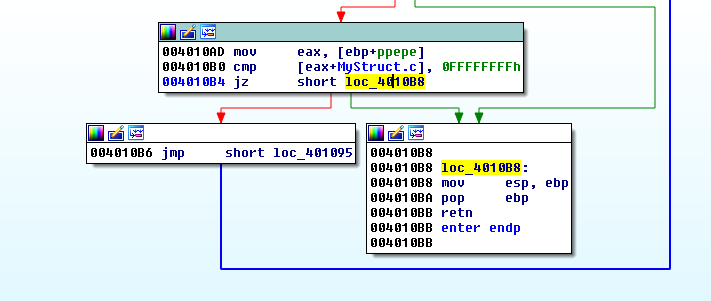 004010AD mov eax, [ebp+ppepe]
004010B0 cmp [eax+MyStruct.c], 0FFFFFFFFh
004010B4 jz short loc_4010B8
004010B6 jmp short loc_401095
004010B8
004010B8 loc_4010B8:
004010B8 mov esp, ebp
004010BA pop ebp
004010BB retn
004010BB enter endp
004010BB